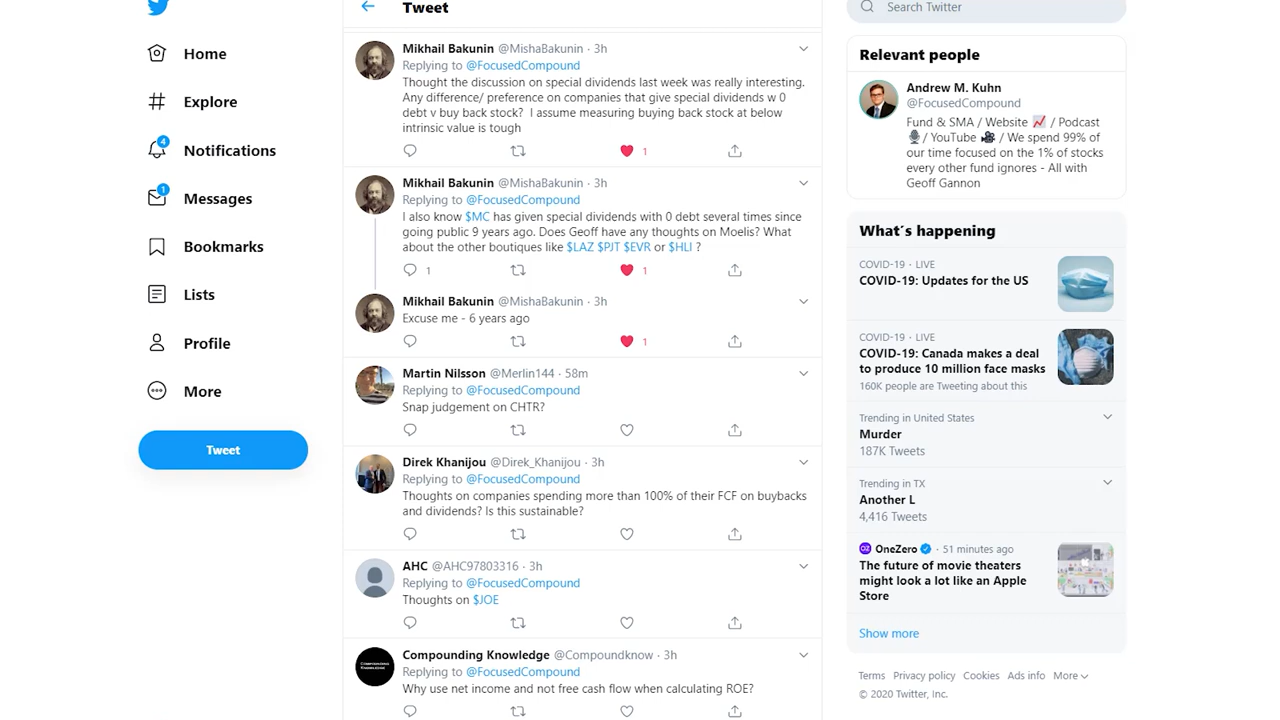 Home
Explore
4
Notifications
1
Messages
Bookmarks
Lists
Profile
More
Tweet
Tweet
Mikhail Bakunin @MishaBakunin · 3h
Replying to @FocusedCompound
Thought the discussion on special dividends last week was really interesting.
Any difference/ preference on companies that give special dividends w 0
debt v buy back stock?  I assume measuring buying back stock at below
intrinsic value is tough
1
Mikhail Bakunin @MishaBakunin · 3h
Replying to @FocusedCompound
I also know $MC has given special dividends with 0 debt several times since
going public 9 years ago. Does Geoff have any thoughts on Moelis? What
about the other boutiques like $LAZ $PJT $EVR or $HLI ?
1 1
Mikhail Bakunin @MishaBakunin · 3h
Excuse me - 6 years ago
1
Martin Nilsson @Merlin144 · 58m
Replying to @FocusedCompound
Snap judgement on CHTR?
Direk Khanijou @Direk_Khanijou · 3h
Replying to @FocusedCompound
Thoughts on companies spending more than 100% of their FCF on buybacks
and dividends? Is this sustainable?
AHC @AHC97803316 · 3h
Replying to @FocusedCompound
Thoughts on $JOE
Compounding Knowledge @Compoundknow · 3h
Replying to @FocusedCompound
Why use net income and not free cash flow when calculating ROE?
Search Twitter
Relevant people
Andrew M. Kuhn
@FocusedCompound
Fund & SMA / Website 📈 / Podcast
🎙/ YouTube 🎥 / We spend 99% of
our time focused on the 1% of stocks
every other fund ignores - All with
Geoff Gannon
What's happening
COVID-19 · LIVE
COVID-19: Updates for the US
COVID-19 · LIVE
COVID-19: Canada makes a deal
to produce 10 million face masks
160K people are Tweeting about this
Trending in United States
Murder
187K Tweets
Trending in TX
Another L
4,416 Tweets
OneZero · 51 minutes ago
The future of movie theaters
might look a lot like an Apple
Store
Show more
Terms Privacy policy Cookies Ads info More
© 2020 Twitter, Inc.